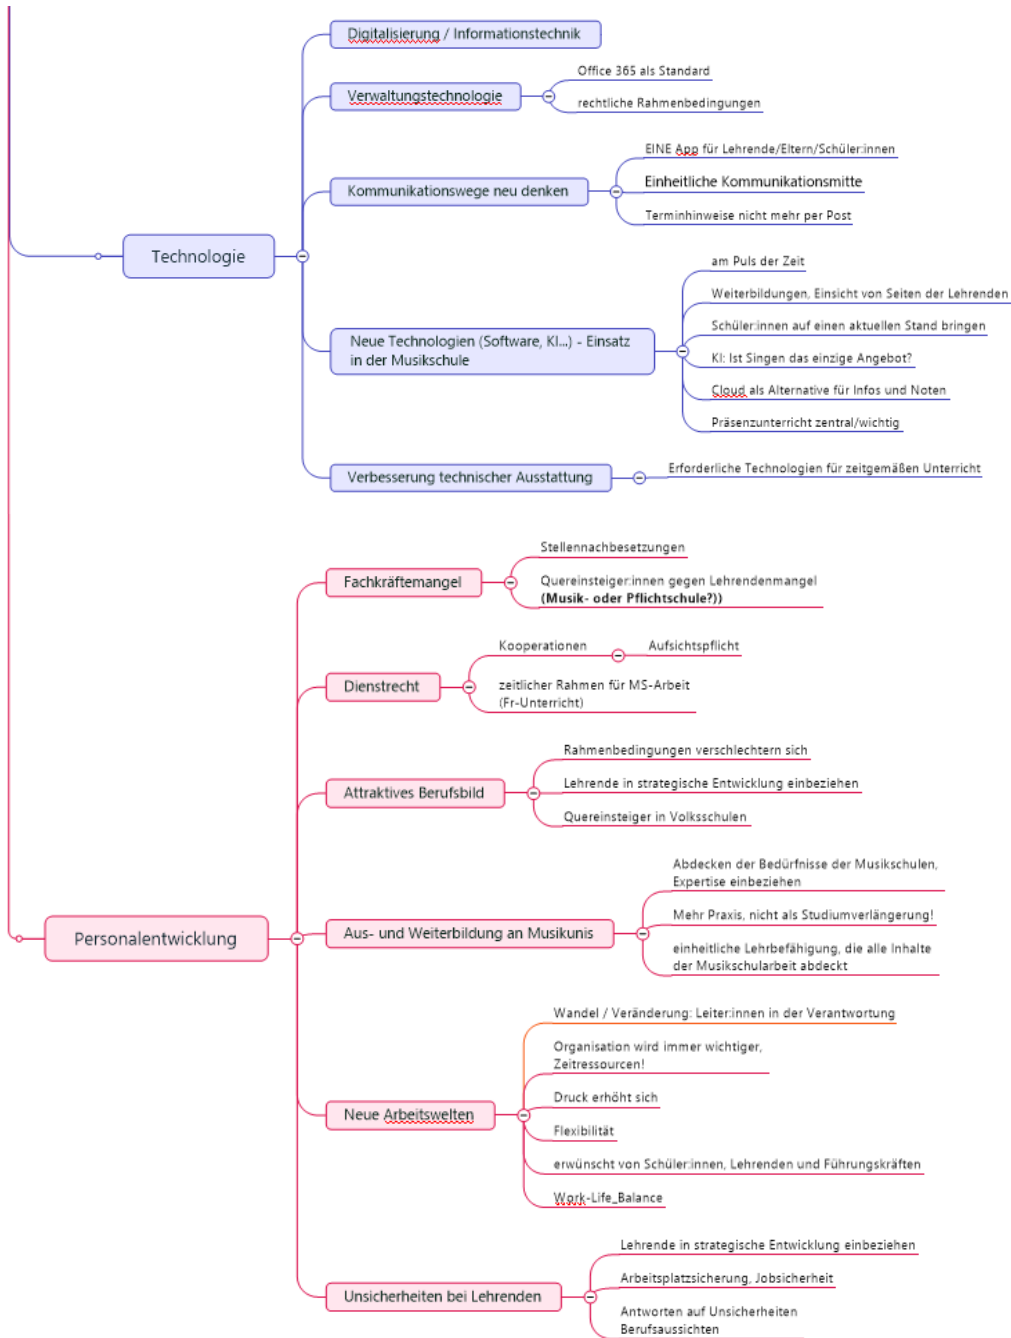 Technologie
Digitalisierung / Informationstechnik
Verwaltungstechnologie
Office 365 als Standard
rechtliche Rahmenbedingungen
Kommunikationswege neu denken
EINE App für Lehrende/Eltern/Schüler:innen
Einheitliche Kommunikationsmitte
Terminhinweise nicht mehr per Post
Neue Technologien (Software, KI...) - Einsatz
in der Musikschule
am Puls der Zeit
Weiterbildungen, Einsicht von Seiten der Lehrenden
Schüler:innen auf einen aktuellen Stand bringen
KI: Ist Singen das einzige Angebot?
Cloud als Alternative für Infos und Noten
Präsenzunterricht zentral/wichtig
Verbesserung technischer Ausstattung
Erforderliche Technologien für zeitgemäßen Unterricht
Personalentwicklung
Fachkräftemangel
Stellennachbesetzungen
Quereinsteiger:innen gegen Lehrendenmangel
(Musik- oder Pflichtschule?))
Dienstrecht
Kooperationen
Aufsichtspflicht
zeitlicher Rahmen für MS-Arbeit
(Fr-Unterricht)
Attraktives Berufsbild
Rahmenbedingungen verschlechtern sich
Lehrende in strategische Entwicklung einbeziehen
Quereinsteiger in Volksschulen
Aus- und Weiterbildung an Musikunis
Abdecken der Bedürfnisse der Musikschulen,
Expertise einbeziehen
Mehr Praxis, nicht als Studiumverlängerung!
einheitliche Lehrbefähigung, die alle Inhalte
der Musikschularbeit abdeckt
Neue Arbeitswelten
Wandel / Veränderung: Leiter:innen in der Verantwortung
Organisation wird immer wichtiger,
Zeitressourcen!
Druck erhöht sich
Flexibilität
erwünscht von Schüler:innen, Lehrenden und Führungskräften
Work-Life_Balance
Unsicherheiten bei Lehrenden
Lehrende in strategische Entwicklung einbeziehen
Arbeitsplatzsicherung, Jobsicherheit
Antworten auf Unsicherheiten
Berufsaussichten